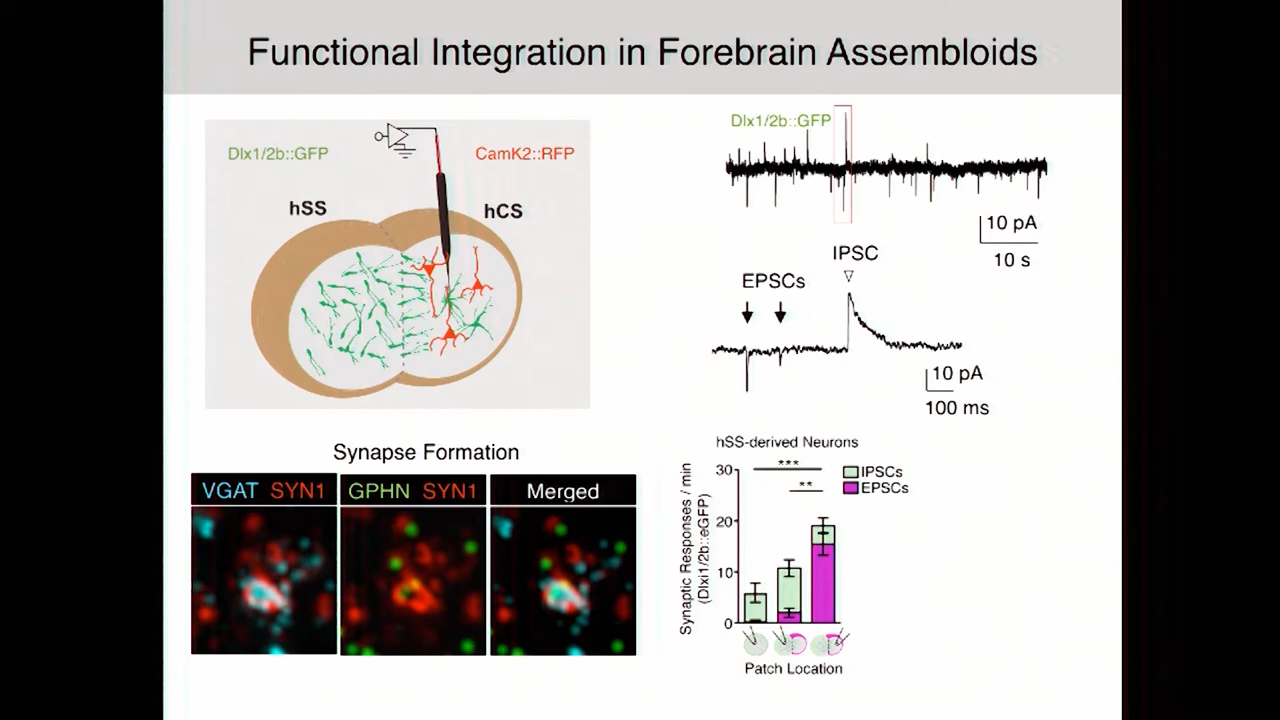 Functional Integration in Forebrain Assembloids
Dlx1/2b::GFP
CamK2::RFP
hSS
hCS
Dlx1/2b::GFP
10 pA
10 s
IPSC
EPSCs
10 pA
100 ms
Synapse Formation
VGAT SYN1
GPHN SYN1
Merged
hSS-derived Neurons
IPSCs
EPSCs
***
**
Synaptic Responses / min
(Dlxi1/2b::eGFP)
30
20
10
0
Patch Location